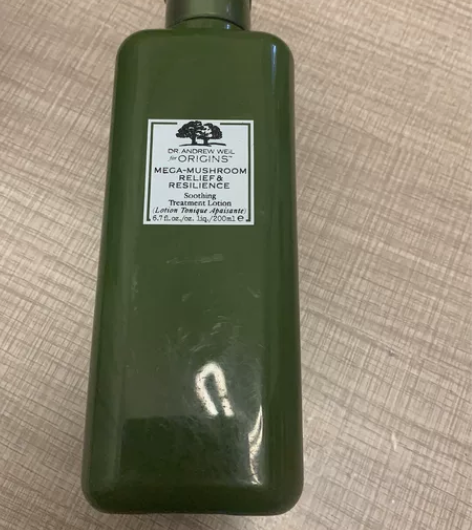 DR. ANDREW WEIL
for ORIGINS™
MEGA-MUSHROOM
RELIEF &
RESILIENCE
Soothing
Treatment Lotion
(Lotion Tonique Apaisante)
6.7 fl.oz./oz. liq./200ml ℮